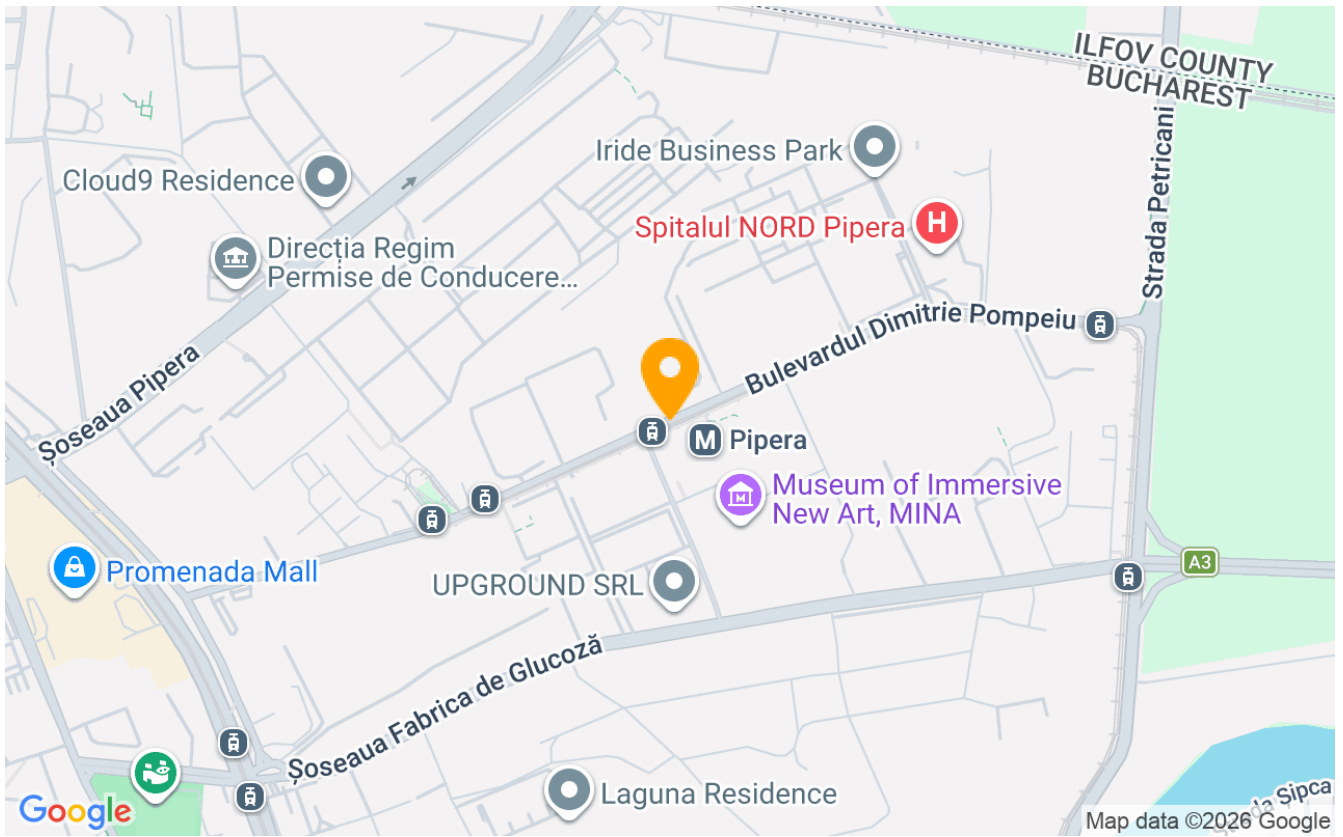 ILFOV COUNTY
BUCHAREST
Strada Petricani
Iride Business Park
Cloud9 Residence
H
Spitalul NORD Pipera
Direcția Regim
Permise de Conducere...
Bulevardul Dimitrie Pompeiu
Șoseaua Pipera
M Pipera
Museum of Immersive
New Art, MINA
A3
Promenada Mall
UPGROUND SRL
Șoseaua Fabrica de Glucoză
Laguna Residence
Sipca
Google
Map data ©2026 Google